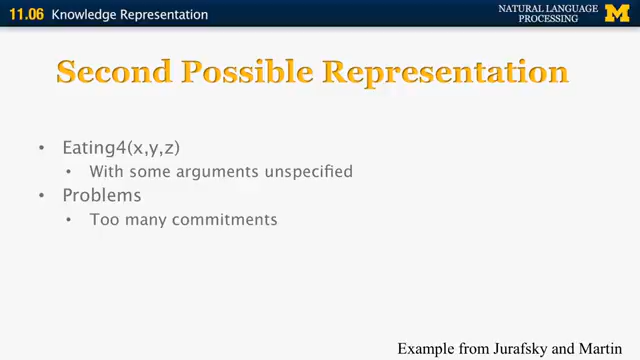 11.06 Knowledge Representation
NATURAL LANGUAGE
PROCESSING
M
Second Possible Representation
• Eating4(x,y,z)
• With some arguments unspecified
• Problems
• Too many commitments
Example from Jurafsky and Martin